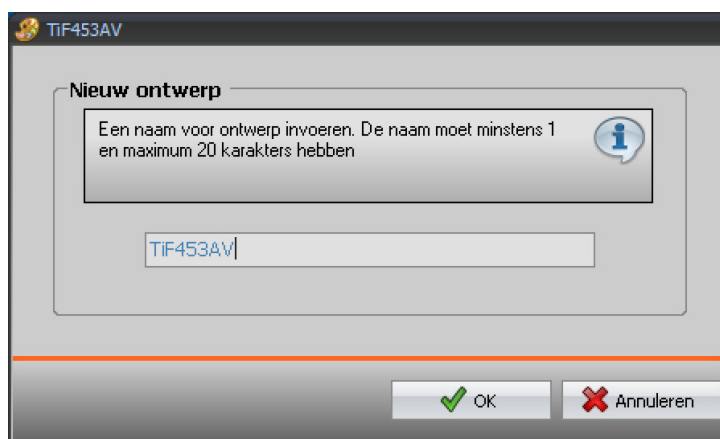 TiF453AV
Nieuw ontwerp
Een naam voor ontwerp invoeren. De naam moet minstens 1
en maximum 20 karakters hebben
TiF453AV
OK
Annuleren